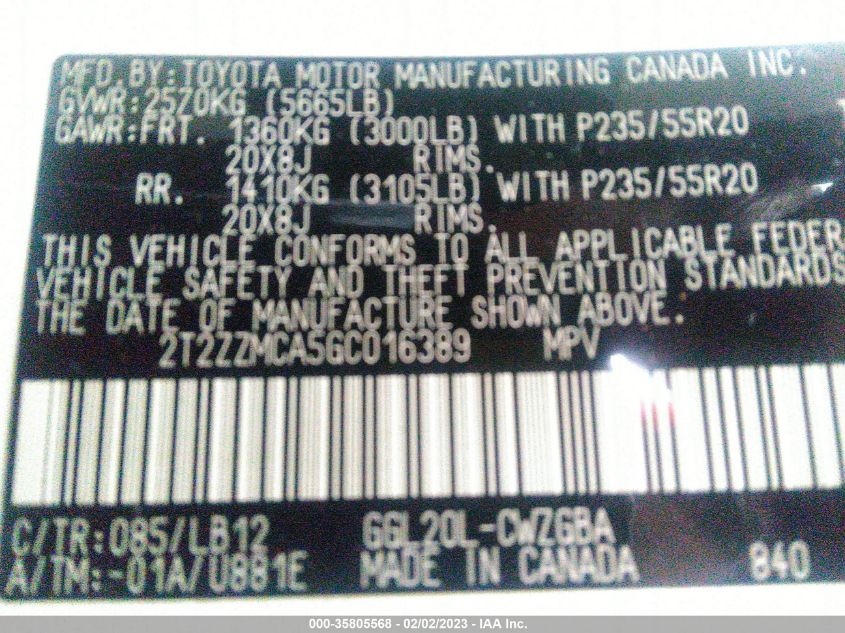 MFD. BY: TOYOTA MOTOR MANUFACTURING CANADA INC.
GVWR: 2570KG (5665LB)
GAWR: FRT. 1360KG (3000LB) WITH P235/55R20
20X8J RIMS.
RR. 1410KG (3105LB) WITH P235/55R20
20X8J RIMS.
THIS VEHICLE CONFORMS TO ALL APPLICABLE FEDER
VEHICLE SAFETY AND THEFT PREVENTION STANDARDS
THE DATE OF MANUFACTURE SHOWN ABOVE.
2T2ZZMCA5GC016389 MPV
C/TR: 085/LB12 GGL20L-CWZGBA
A/TM: -01A/U881E MADE IN CANADA 840
000-35805568 - 02/02/2023 - IAA Inc.